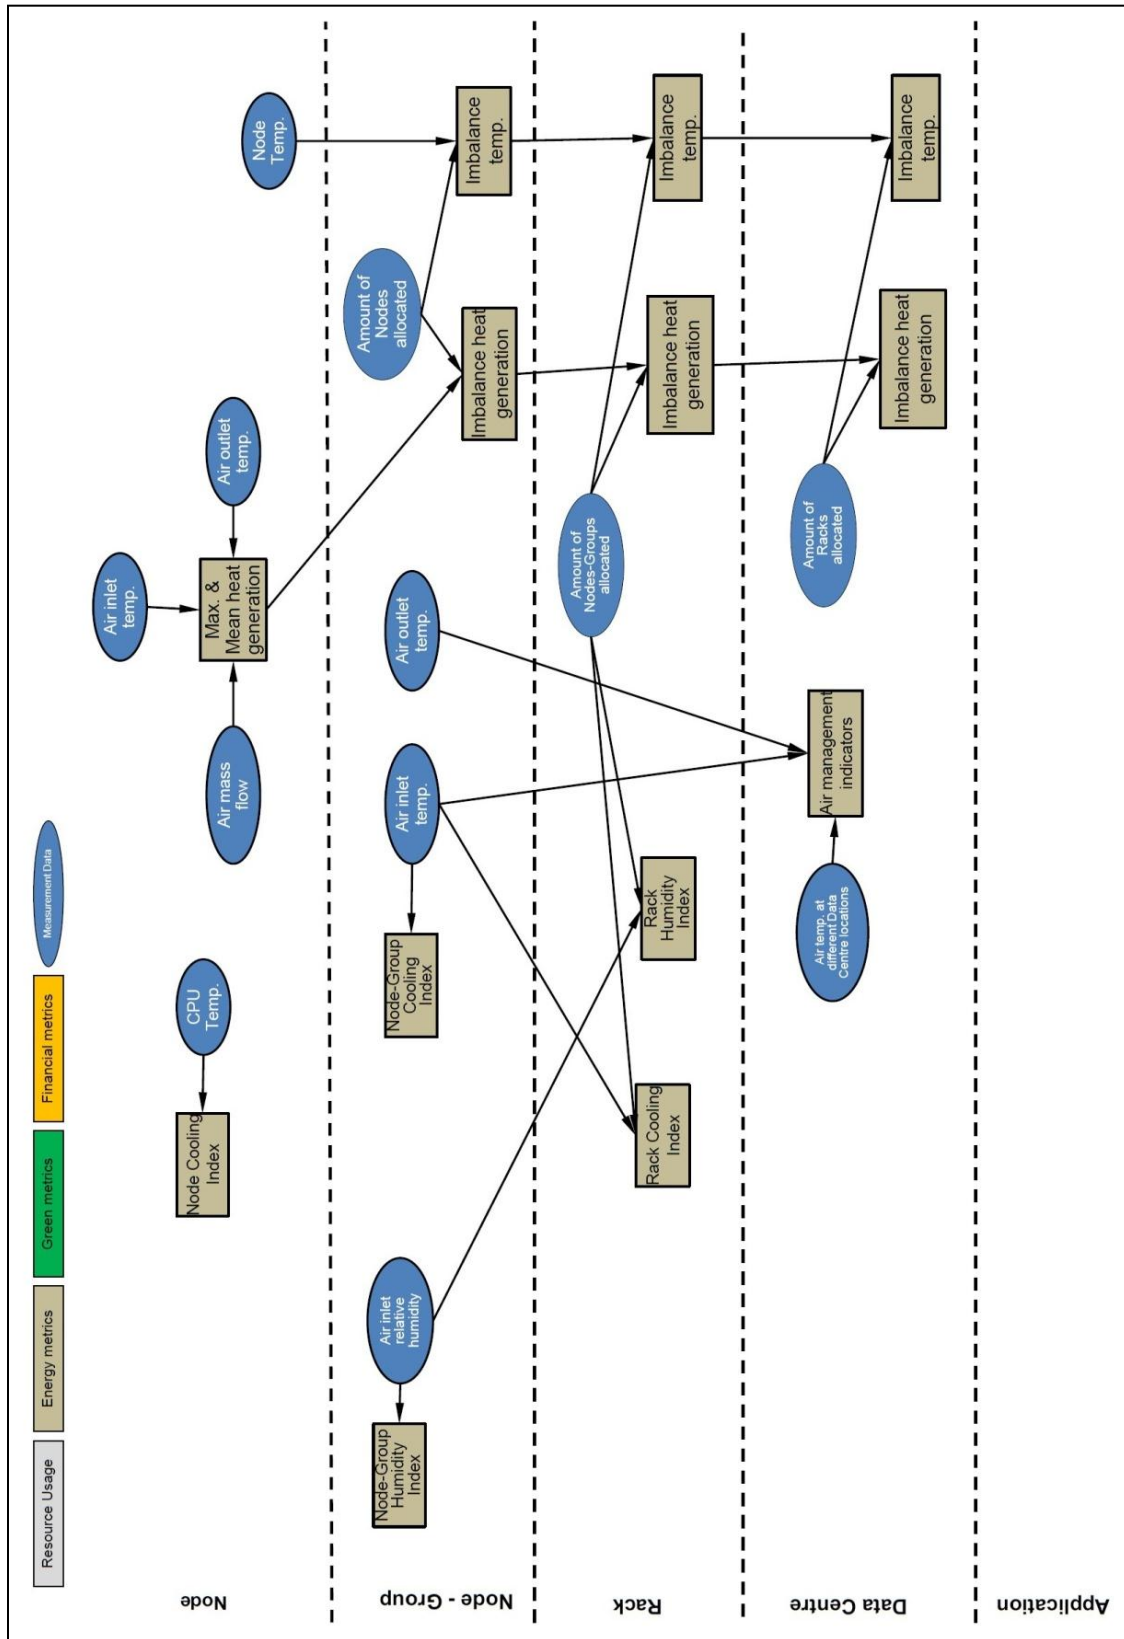 Resource Usage
Energy metrics
Green metrics
Financial metrics
Measurement Data
Node
Node Cooling
Index
CPU
Temp.
Air mass
flow
Air inlet
temp.
Max. &
Mean heat
generation
Air outlet
temp.
Node
Temp.
Node - Group
Node-Group
Humidity
Index
Air inlet
relative
humidity
Node-Group
Cooling
Index
Air inlet
temp.
Air outlet
temp.
Amount of
Nodes
allocated
Imbalance heat
generation
Imbalance
temp.
Rack
Rack Cooling
Index
Rack
Humidity
Index
Amount of
Nodes-Groups
allocated
Imbalance heat
generation
Imbalance
temp.
Data Centre
Air temp. at
different Data
Centre locations
Air management
indicators
Amount of
Racks
allocated
Imbalance heat
generation
Imbalance
temp.
Application